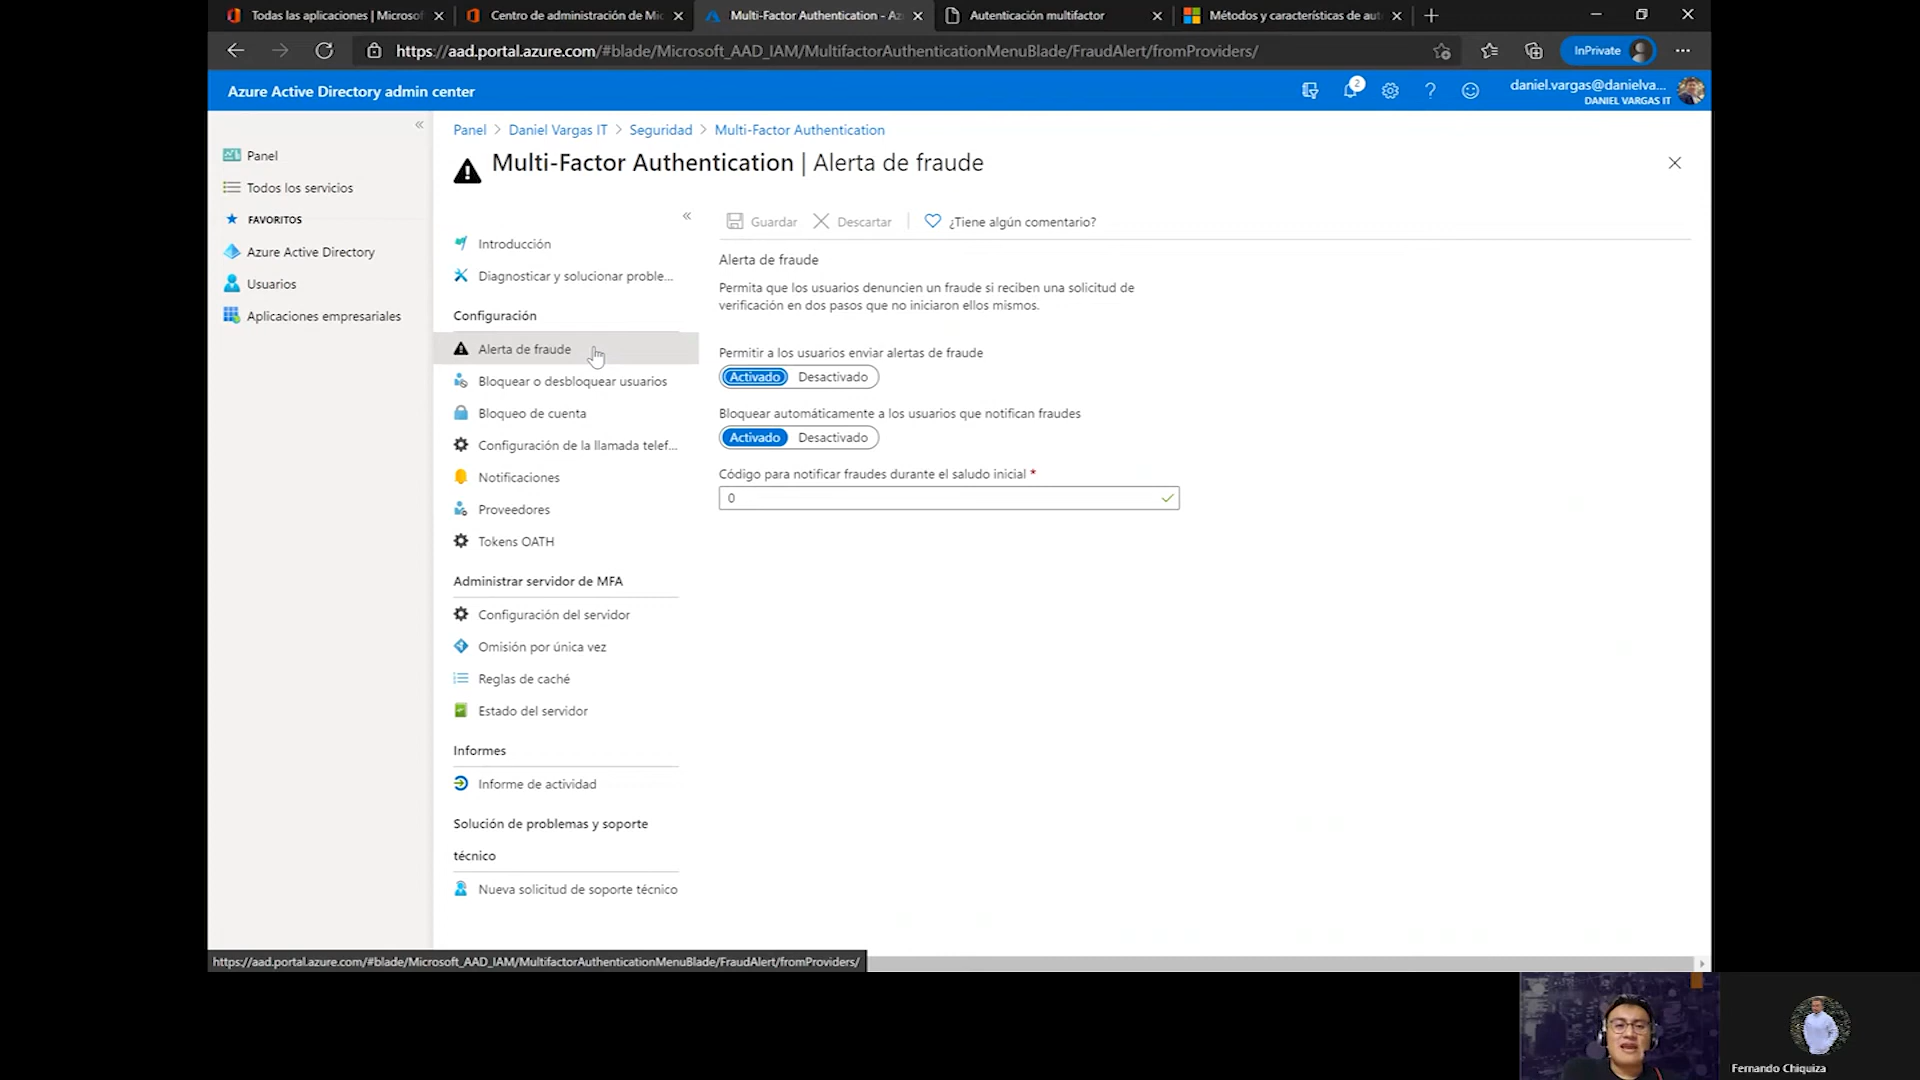 Todas las aplicaciones | Microsof
Centro de administración de Mic
Multi-Factor Authentication - Az
Autenticación multifactor
Métodos y características de aut
https://aad.portal.azure.com/#blade/Microsoft_AAD_IAM/MultifactorAuthenticationMenuBlade/FraudAlert/fromProviders/
InPrivate
Azure Active Directory admin center
2
daniel.vargas@danielva...
DANIEL VARGAS IT
Panel
Todos los servicios
FAVORITOS
Azure Active Directory
Usuarios
Aplicaciones empresariales
Panel > Daniel Vargas IT > Seguridad > Multi-Factor Authentication
Multi-Factor Authentication | Alerta de fraude
Introducción
Diagnosticar y solucionar proble...
Configuración
Alerta de fraude
Bloquear o desbloquear usuarios
Bloqueo de cuenta
Configuración de la llamada telef...
Notificaciones
Proveedores
Tokens OATH
Administrar servidor de MFA
Configuración del servidor
Omisión por única vez
Reglas de caché
Estado del servidor
Informes
Informe de actividad
Solución de problemas y soporte
técnico
Nueva solicitud de soporte técnico
Guardar
Descartar
¿Tiene algún comentario?
Alerta de fraude
Permita que los usuarios denuncien un fraude si reciben una solicitud de
verificación en dos pasos que no iniciaron ellos mismos.
Permitir a los usuarios enviar alertas de fraude
Activado Desactivado
Bloquear automáticamente a los usuarios que notifican fraudes
Activado Desactivado
Código para notificar fraudes durante el saludo inicial *
0
https://aad.portal.azure.com/#blade/Microsoft_AAD_IAM/MultifactorAuthenticationMenuBlade/FraudAlert/fromProviders/
Fernando Chiquiza